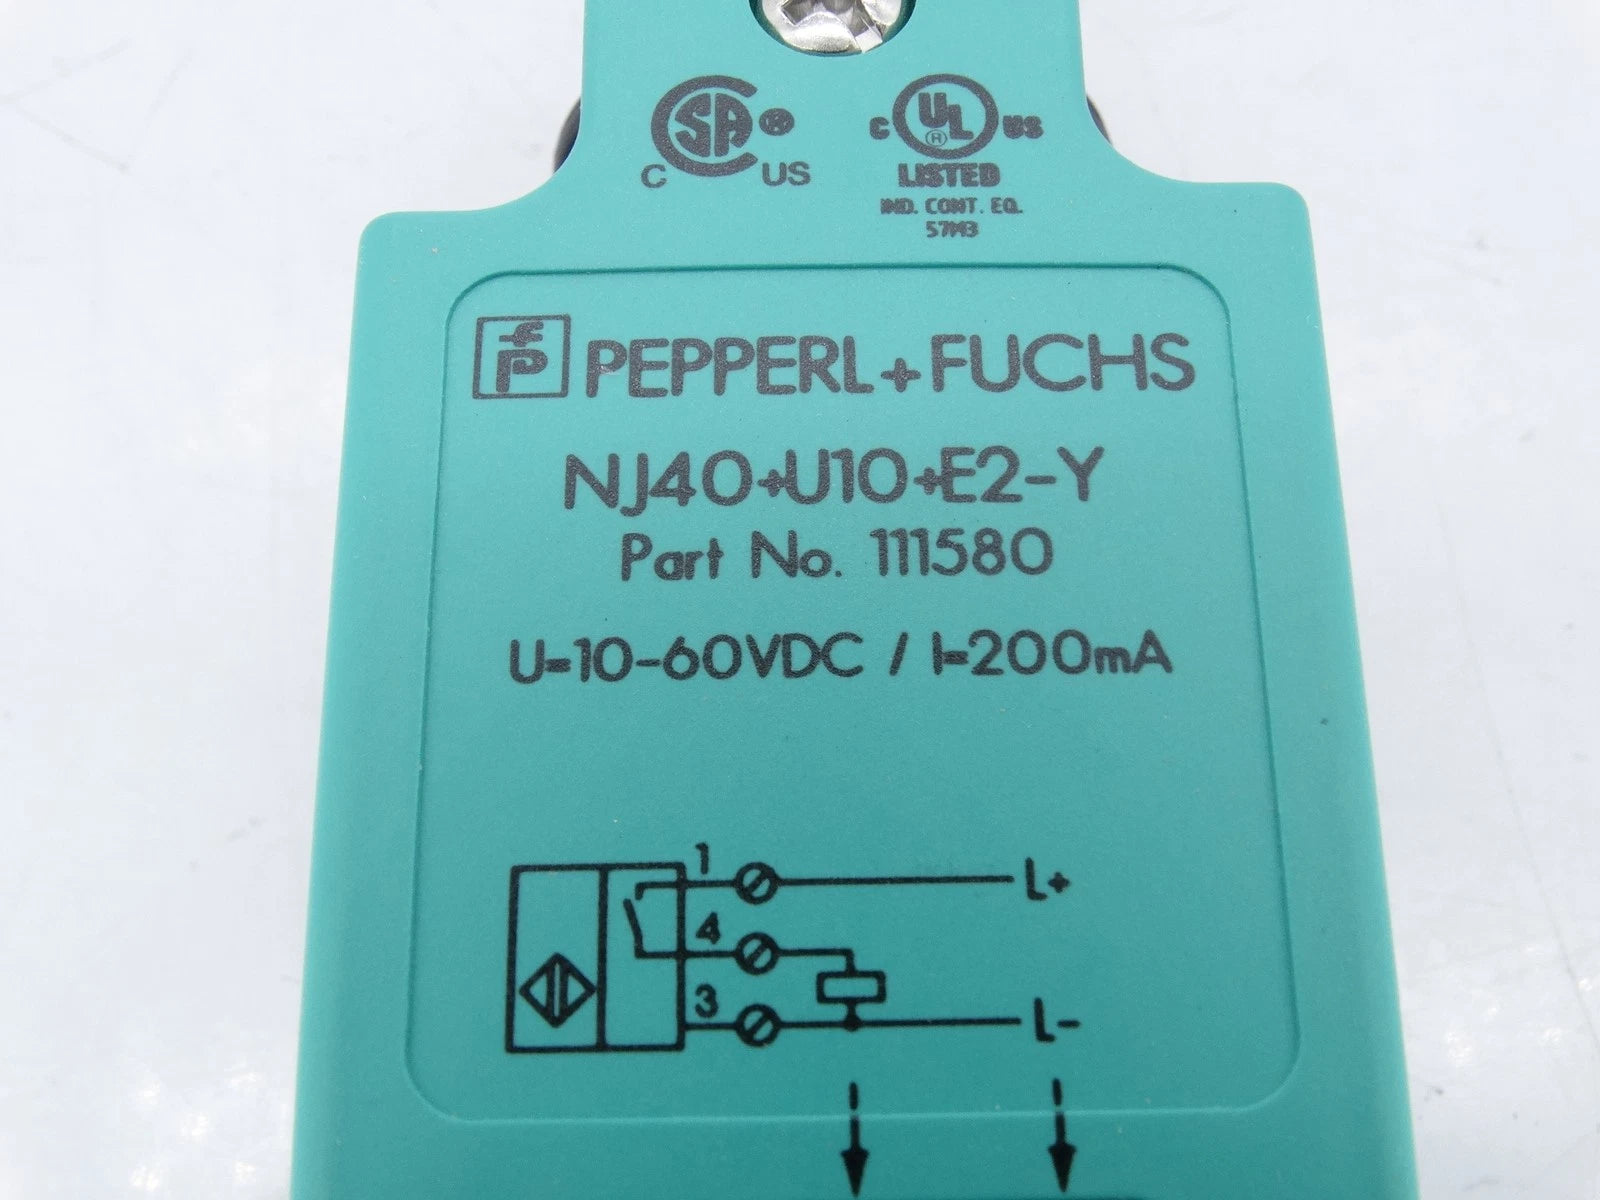 CSA ® C UL ® US
C US LISTED
IND. CONT. EQ.
57M3
PEPPERL+FUCHS
NJ40+U10+E2-Y
Part No. 111580
U=10-60VDC / I=200mA
1 L+
4
3 L-